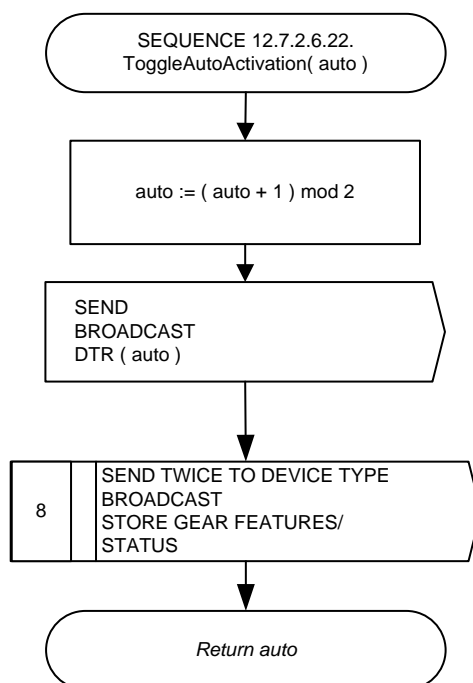 SEQUENCE 12.7.2.6.22.
ToggleAutoActivation( auto )
auto := ( auto + 1 ) mod 2
SEND
BROADCAST
DTR ( auto )
8
SEND TWICE TO DEVICE TYPE
BROADCAST
STORE GEAR FEATURES/
STATUS
Return auto